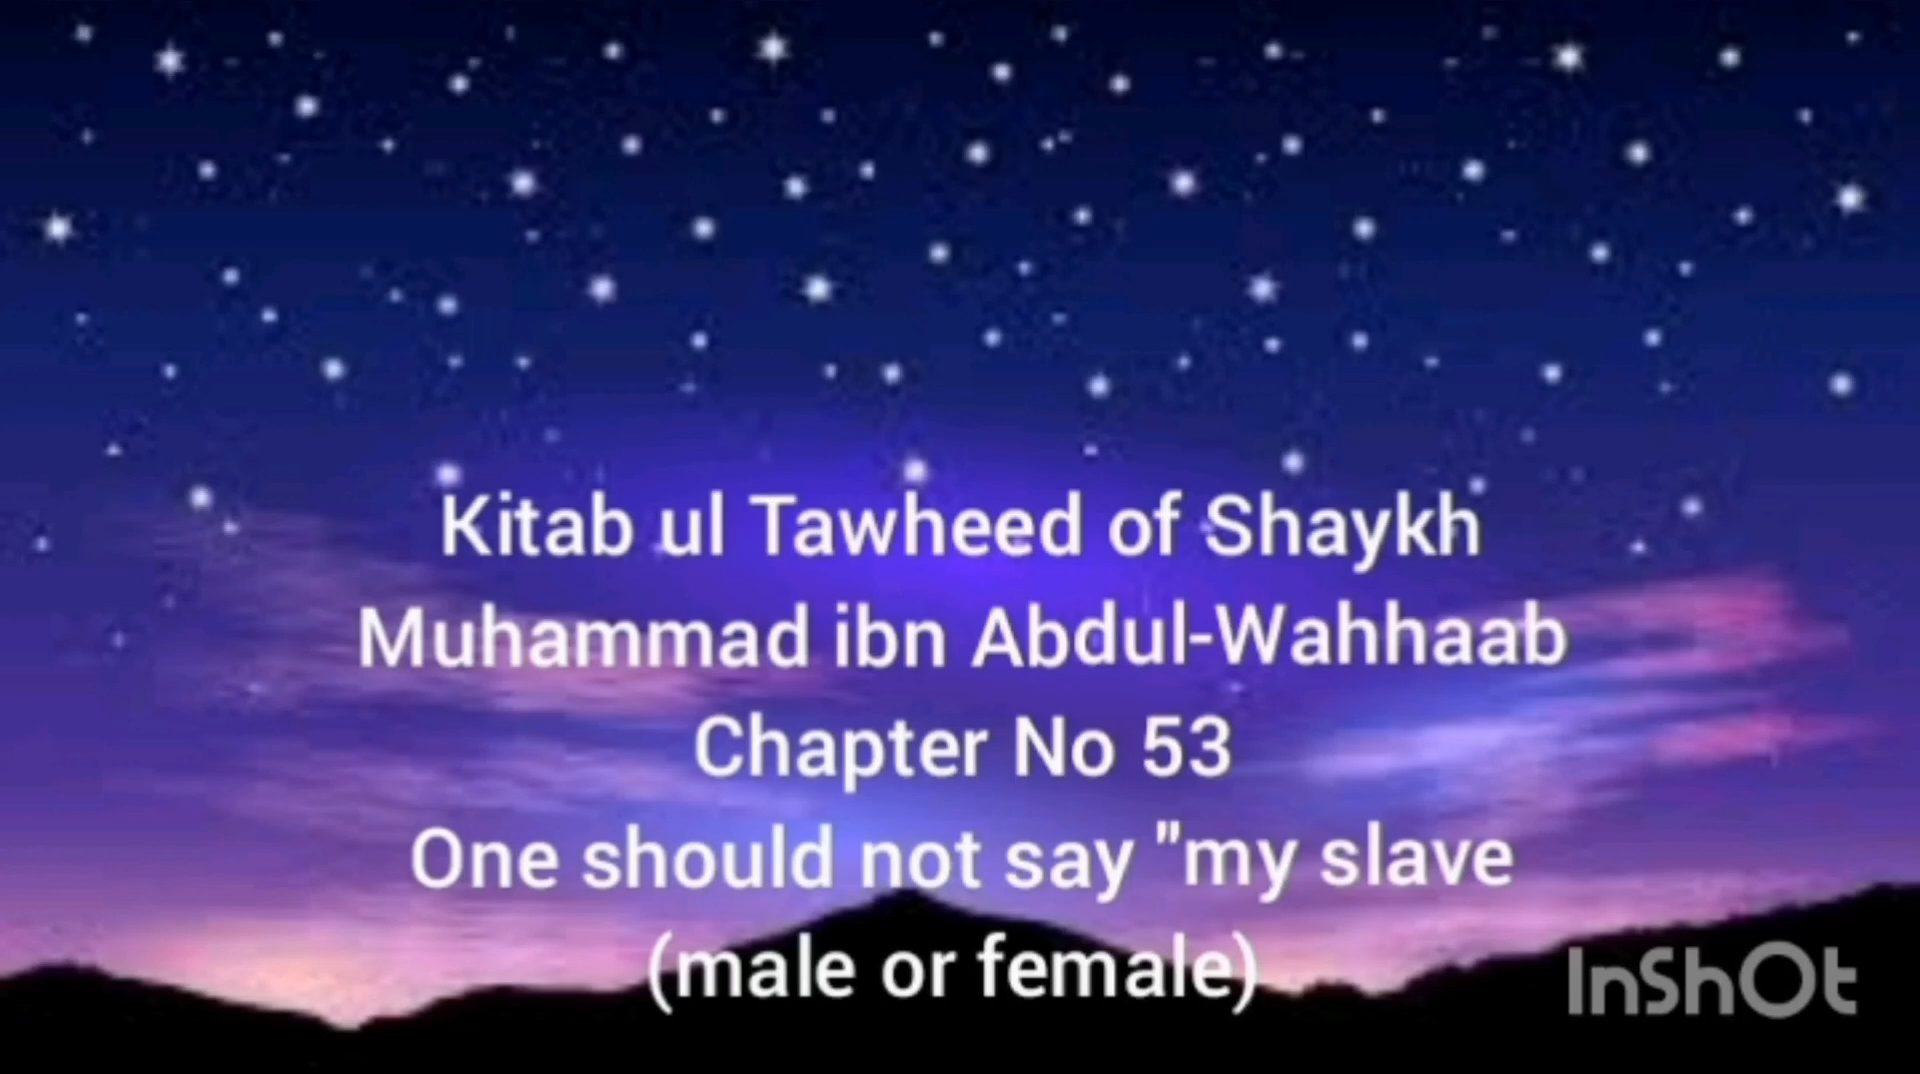 Kitab ul Tawheed of Shaykh
Muhammad ibn Abdul-Wahhaab
Chapter No 53
One should not say "my slave
(male or female)
InShOt